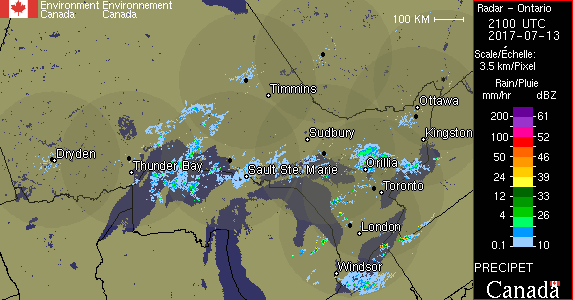 Environment Environnement
Canada Canada
100 KM
Timmins
Ottawa
Sudbury
Kingston
Dryden
Thunder Bay
Sault Ste. Marie
Orillia
Toronto
London
Windsor
Radar - Ontario
2100 UTC
2017-07-13
Scale/Échelle:
3.5 km/Pixel
Rain/Pluie
mm/hr dBZ
200 61
100 52
50 46
24 39
12 33
4 26
0.1 10
PRECIPET
Canada